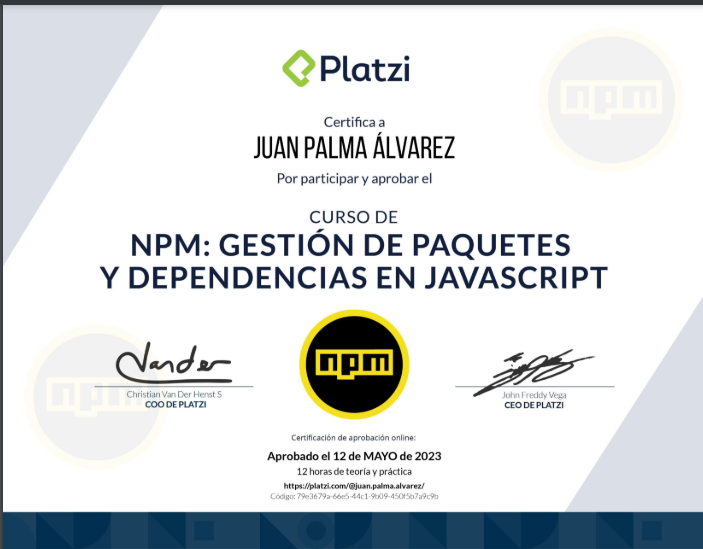 Platzi
npm
Certifica a
JUAN PALMA ÁLVAREZ
Por participar y aprobar el
CURSO DE
NPM: GESTIÓN DE PAQUETES
Y DEPENDENCIAS EN JAVASCRIPT
npm
npm
Vander
Christian Van Der Henst S
COO DE PLATZI
John Freddy Vega
CEO DE PLATZI
Certificación de aprobación online:
Aprobado el 12 de MAYO de 2023
12 horas de teoría y práctica
https://platzi.com/@juan.palma.alvarez/
Código: 79e3679a-66e5-44c1-9b09-450f5b7a9c9b